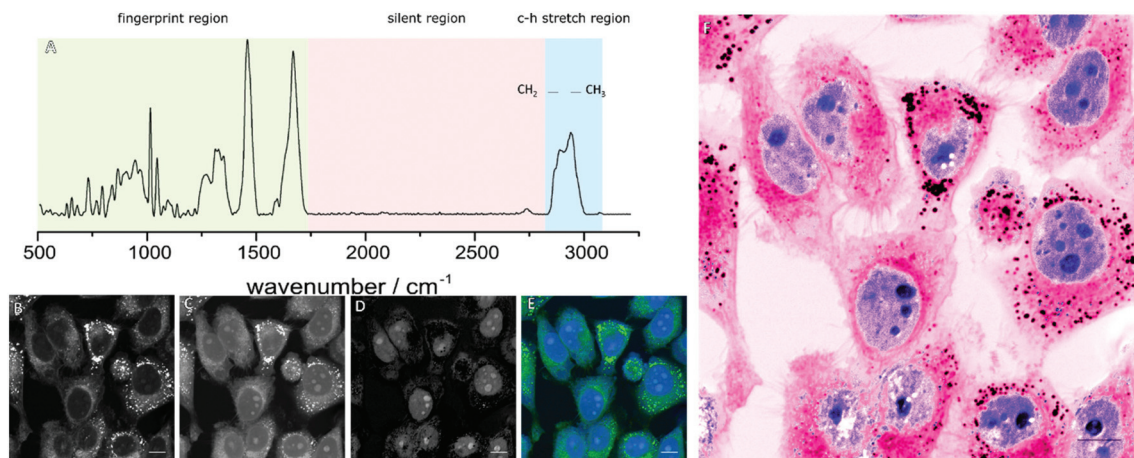 fingerprint region silent region c-h stretch region
A
CH₂ — — CH₃
500 1000 1500 2000 2500 3000
wavenumber / cm⁻¹
B C D E
F